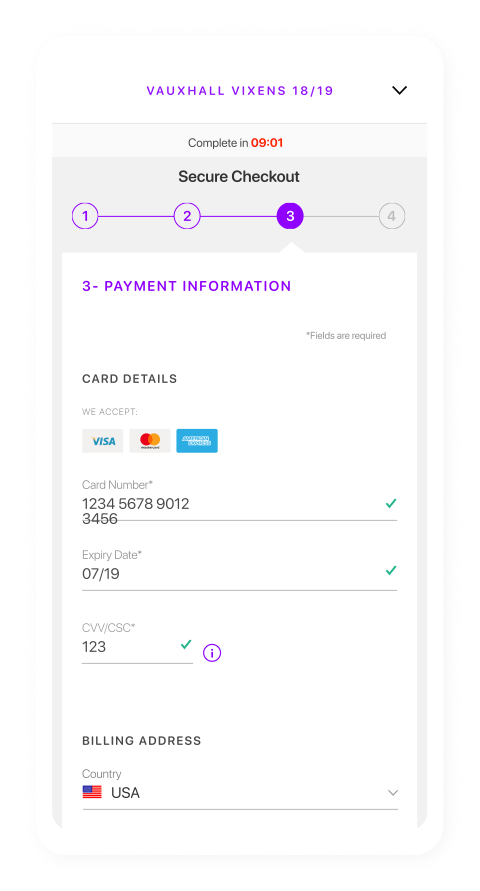 VAUXHALL VIXENS 18/19
Complete in 09:01
Secure Checkout
1 2 3 4
3- PAYMENT INFORMATION
*Fields are required
CARD DETAILS
WE ACCEPT:
VISA mastercard AMERICAN EXPRESS
Card Number*
1234 5678 9012
3456
Expiry Date*
07/19
CVV/CSC*
123
BILLING ADDRESS
Country
USA